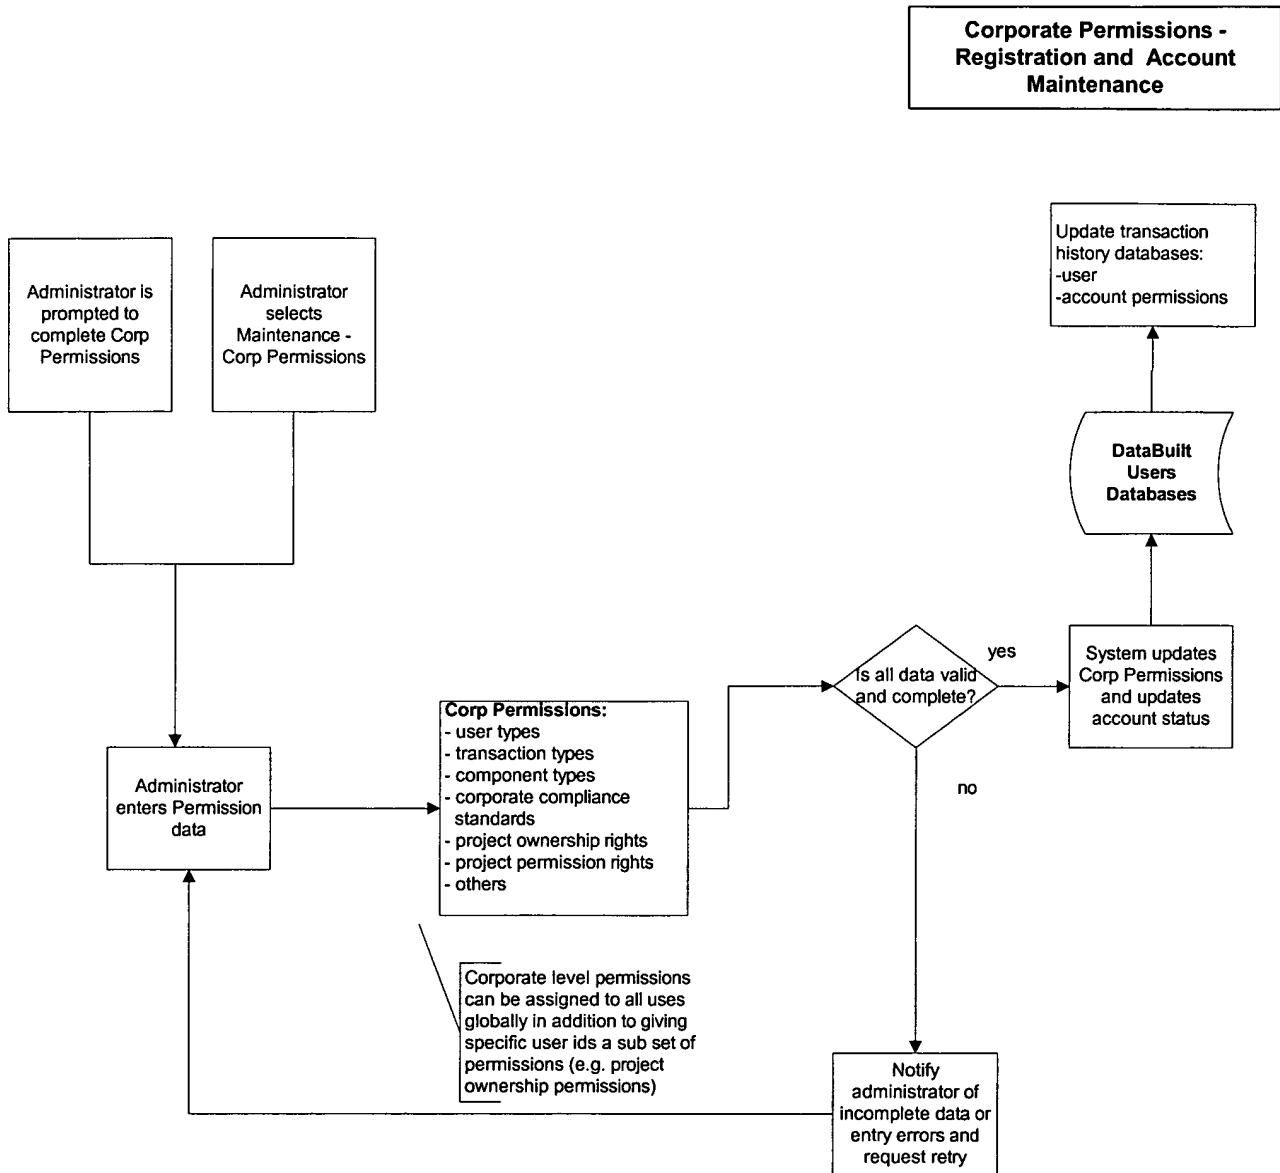 Corporate Permissions -
Registration and Account
Maintenance
Administrator is
prompted to
complete Corp
Permissions
Administrator
selects
Maintenance -
Corp Permissions
Update transaction
history databases:
-user
-account permissions
DataBuilt
Users
Databases
Is all data valid
and complete?
yes
no
System updates
Corp Permissions
and updates
account status
Administrator
enters Permission
data
Corp Permissions:
- user types
- transaction types
- component types
- corporate compliance
standards
- project ownership rights
- project permission rights
- others
Corporate level permissions
can be assigned to all uses
globally in addition to giving
specific user ids a sub set of
permissions (e.g. project
ownership permissions)
Notify
administrator of
incomplete data or
entry errors and
request retry